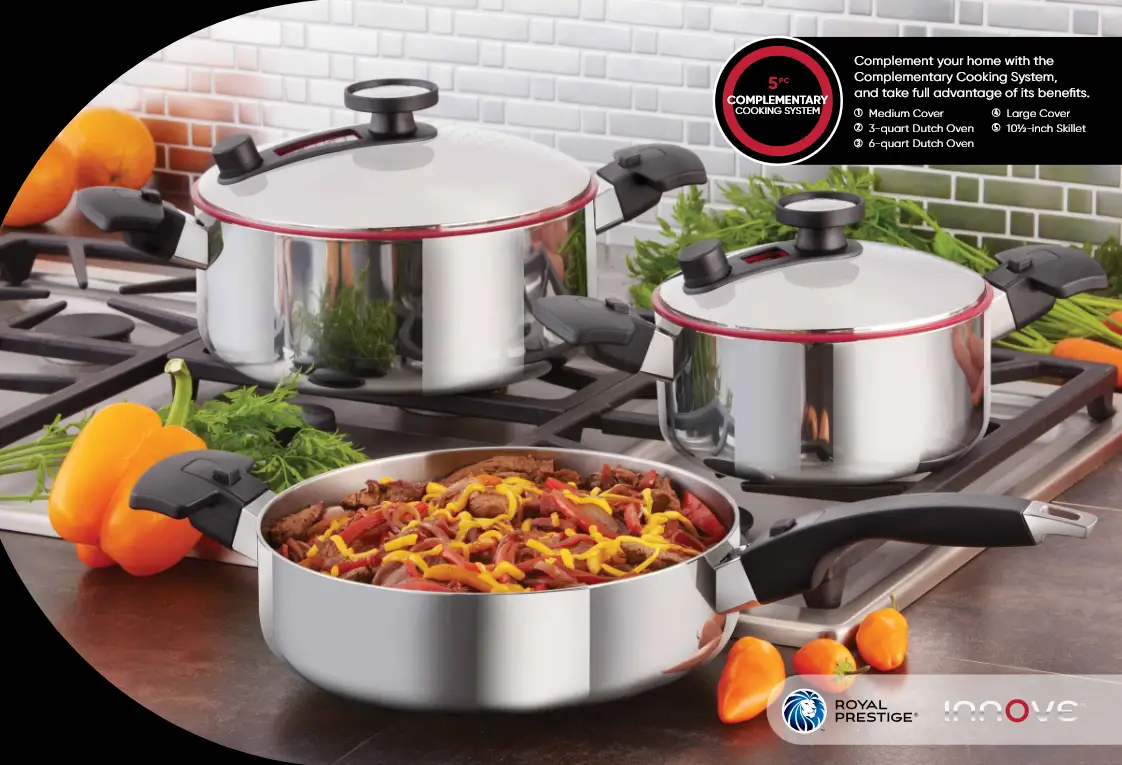 5PC
COMPLEMENTARY
COOKING SYSTEM
Complement your home with the
Complementary Cooking System,
and take full advantage of its benefits.
① Medium Cover
② 3-quart Dutch Oven
③ 6-quart Dutch Oven
④ Large Cover
⑤ 10½-inch Skillet
ROYAL
PRESTIGE®
INNOVE™